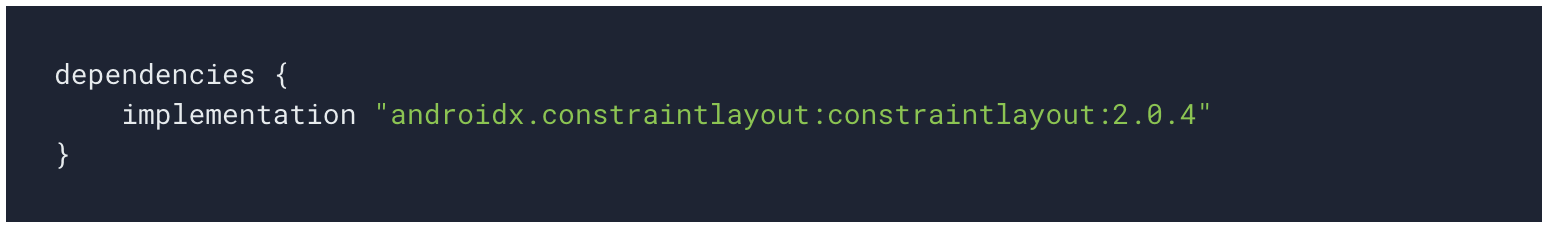 dependencies {
    implementation "androidx.constraintlayout:constraintlayout:2.0.4"
}